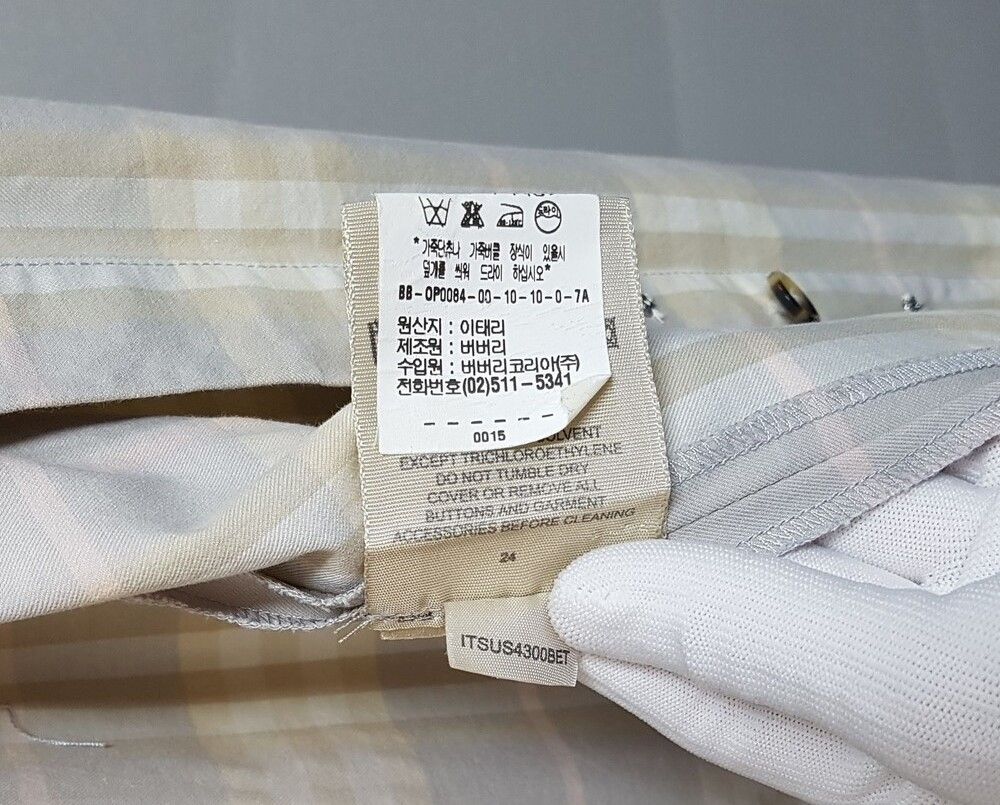 드라이
*가죽단추나 가죽버클 장식이 있을시
덮개를 씌워 드라이 하십시오*
BB-OP0084-00-10-10-0-7A
원산지 : 이태리
제조원 : 버버리
수입원 : 버버리코리아(주)
전화번호(02)511-5341
------
0015
EXCEPT TRICHLOROETHYLENE
DO NOT TUMBLE DRY
COVER OR REMOVE ALL
BUTTONS AND GARMENT
ACCESSORIES BEFORE CLEANING
24
ITSUS4300BET